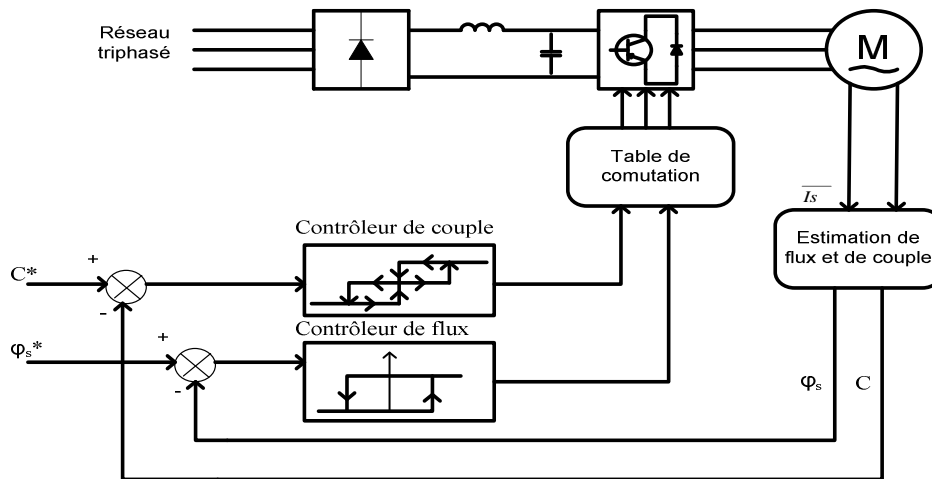 Réseau
triphasé
M
Table de
comutation
Is
Contrôleur de couple
Estimation de
flux et de couple
+
C*
-
Contrôleur de flux
+
φs*
-
φs
C